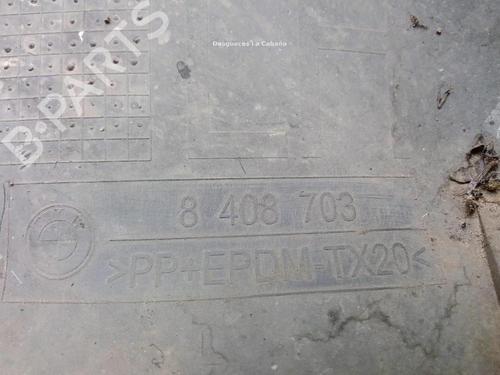 Desguaces La Cabaña
B-PARTS
8 408 703
>PP+EPDM-TX20<